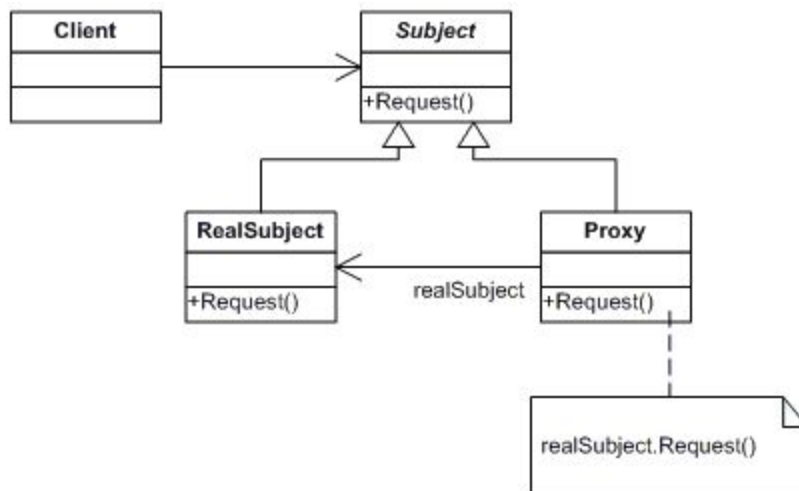 Client
Subject
+Request()
RealSubject
+Request()
realSubject
Proxy
+Request()
realSubject.Request()